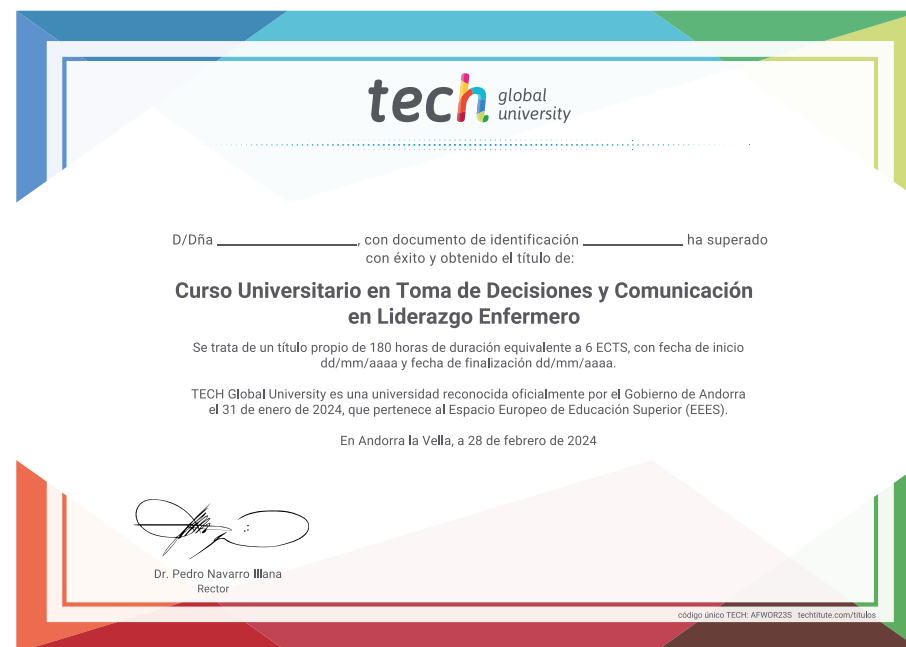 tech global university
D/Dña ________________, con documento de identificación ____________ ha superado
con éxito y obtenido el título de:
Curso Universitario en Toma de Decisiones y Comunicación
en Liderazgo Enfermero
Se trata de un título propio de 180 horas de duración equivalente a 6 ECTS, con fecha de inicio
dd/mm/aaaa y fecha de finalización dd/mm/aaaa.
TECH Global University es una universidad reconocida oficialmente por el Gobierno de Andorra
el 31 de enero de 2024, que pertenece al Espacio Europeo de Educación Superior (EEES).
En Andorra la Vella, a 28 de febrero de 2024
Dr. Pedro Navarro Illana
Rector
código único TECH: AFWOR23S techtitute.com/titulos